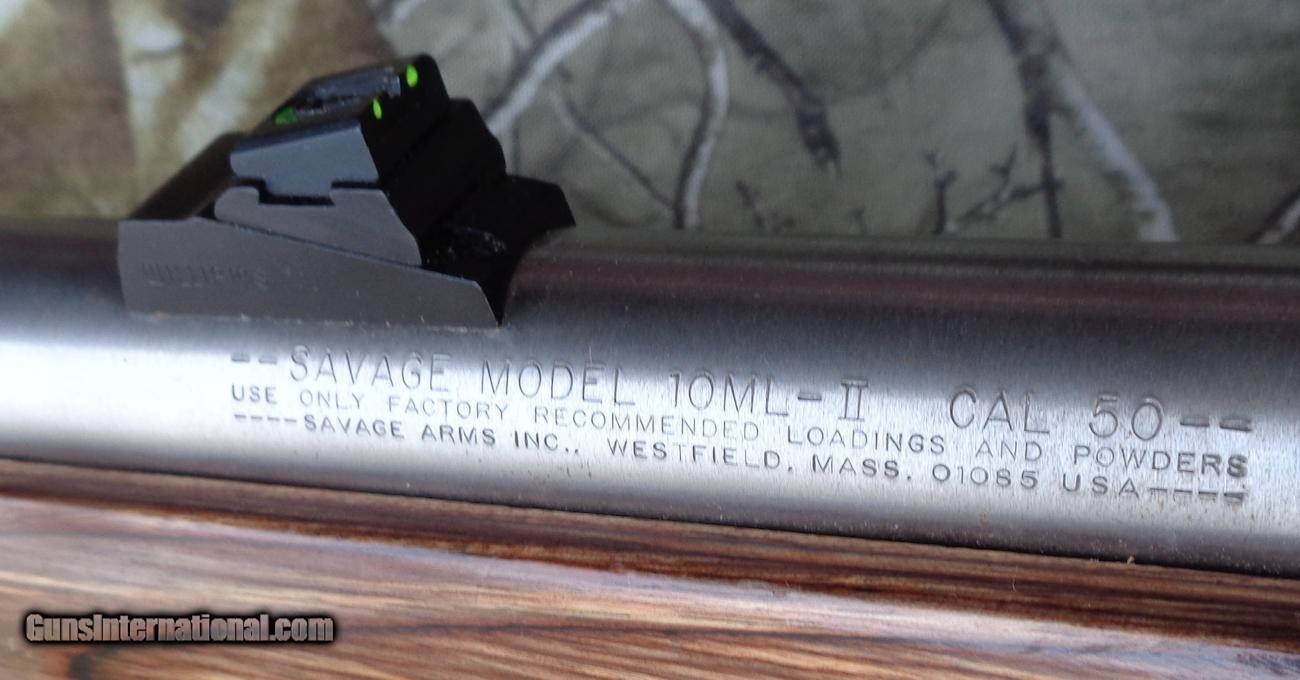 --SAVAGE MODEL 10ML-II CAL 50--
USE ONLY FACTORY RECOMMENDED LOADINGS AND POWDERS
----SAVAGE ARMS INC., WESTFIELD, MASS. 01085 USA----
GunsInternational.com